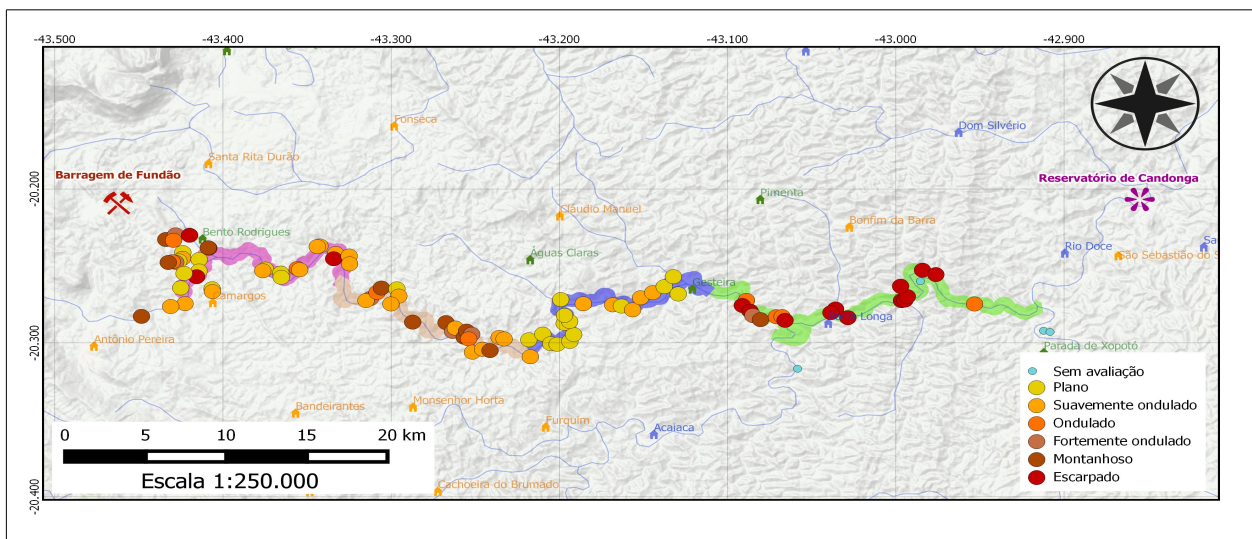 -43.500
-43.400
-43.300
-43.200
-43.100
-43.000
-42.900
Fonseca
Dom Silvério
Santa Rita Durão
Barragem de Fundão
Reservatório de Candonga
-20.200
Pimenta
Cláudio Manuel
Bonfim da Barra
Bento Rodrigues
Águas Claras
Rio Doce
Sa
São Sebastião do S
Gesteira
Camargos
-20.300
Longa
Antônio Pereira
Parada de Xopotó
Sem avaliação
Plano
Suavemente ondulado
Ondulado
Fortemente ondulado
Montanhoso
Escarpado
Bandeirantes
Monsenhor Horta
Furquim
Acaiaca
0 5 10 15 20 km
Escala 1:250.000
Cachoeira do Brumado
-20.400